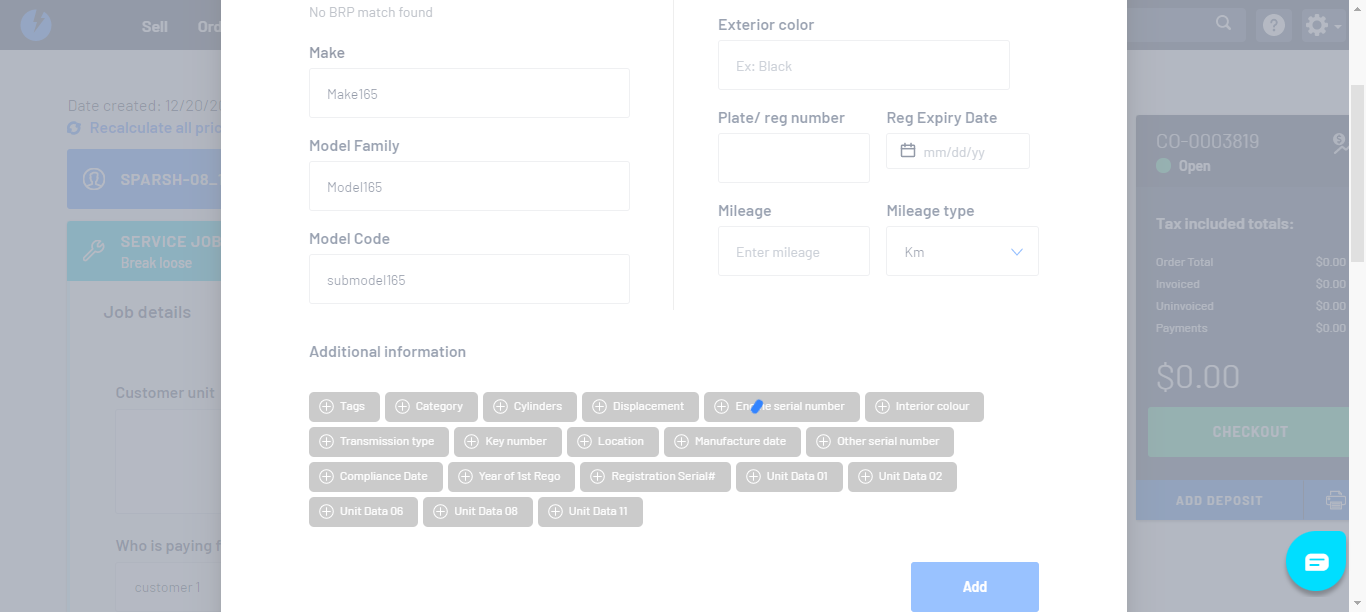 Sell
Ord
Date created: 12/20/2
Recalculate all pric
SPARSH-08_
SERVICE JOB
Break loose
Job details
Customer unit
Who is paying f
customer 1
No BRP match found
Make
Make165
Model Family
Model165
Model Code
submodel165
Exterior color
Ex: Black
Plate/ reg number
Reg Expiry Date
mm/dd/yy
Mileage
Mileage type
Enter mileage
Km
Additional information
Tags
Category
Cylinders
Displacement
Engine serial number
Interior colour
Transmission type
Key number
Location
Manufacture date
Other serial number
Compliance Date
Year of 1st Rego
Registration Serial#
Unit Data 01
Unit Data 02
Unit Data 06
Unit Data 08
Unit Data 11
Add
CO-0003819
Open
Tax included totals:
Order Total $0.00
Invoiced $0.00
Uninvoiced $0.00
Payments $0.00
$0.00
CHECKOUT
ADD DEPOSIT